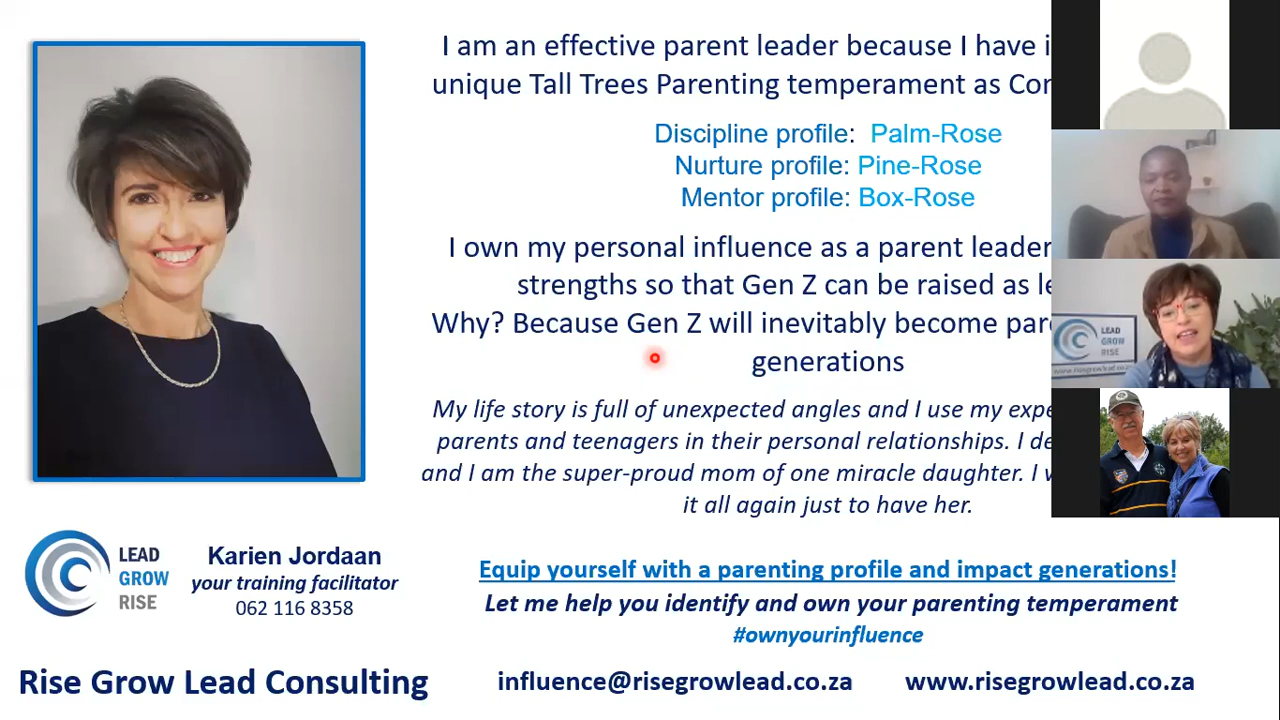 I am an effective parent leader because I have i
unique Tall Trees Parenting temperament as Cor
Discipline profile: Palm-Rose
Nurture profile: Pine-Rose
Mentor profile: Box-Rose
I own my personal influence as a parent leader
strengths so that Gen Z can be raised as le
Why? Because Gen Z will inevitably become par
generations
My life story is full of unexpected angles and I use my expe
parents and teenagers in their personal relationships. I de
and I am the super-proud mom of one miracle daughter. I w
it all again just to have her.
LEAD
GROW
RISE
Karien Jordaan
your training facilitator
062 116 8358
Equip yourself with a parenting profile and impact generations!
Let me help you identify and own your parenting temperament
#ownyourinfluence
Rise Grow Lead Consulting
influence@risegrowlead.co.za
www.risegrowlead.co.za
LEAD
GROW
RISE